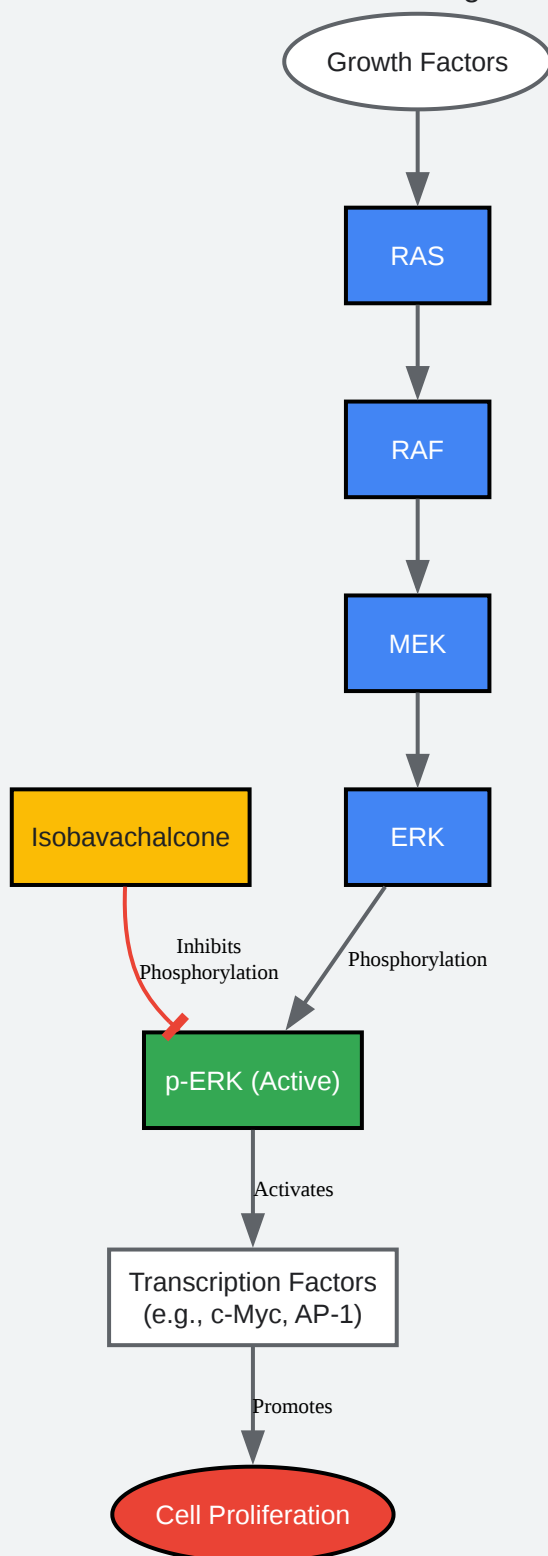 Growth Factors
RAS
RAF
MEK
Isobavachalcone
ERK
Inhibits
Phosphorylation
Phosphorylation
p-ERK (Active)
Activates
Transcription Factors
(e.g., c-Myc, AP-1)
Promotes
Cell Proliferation